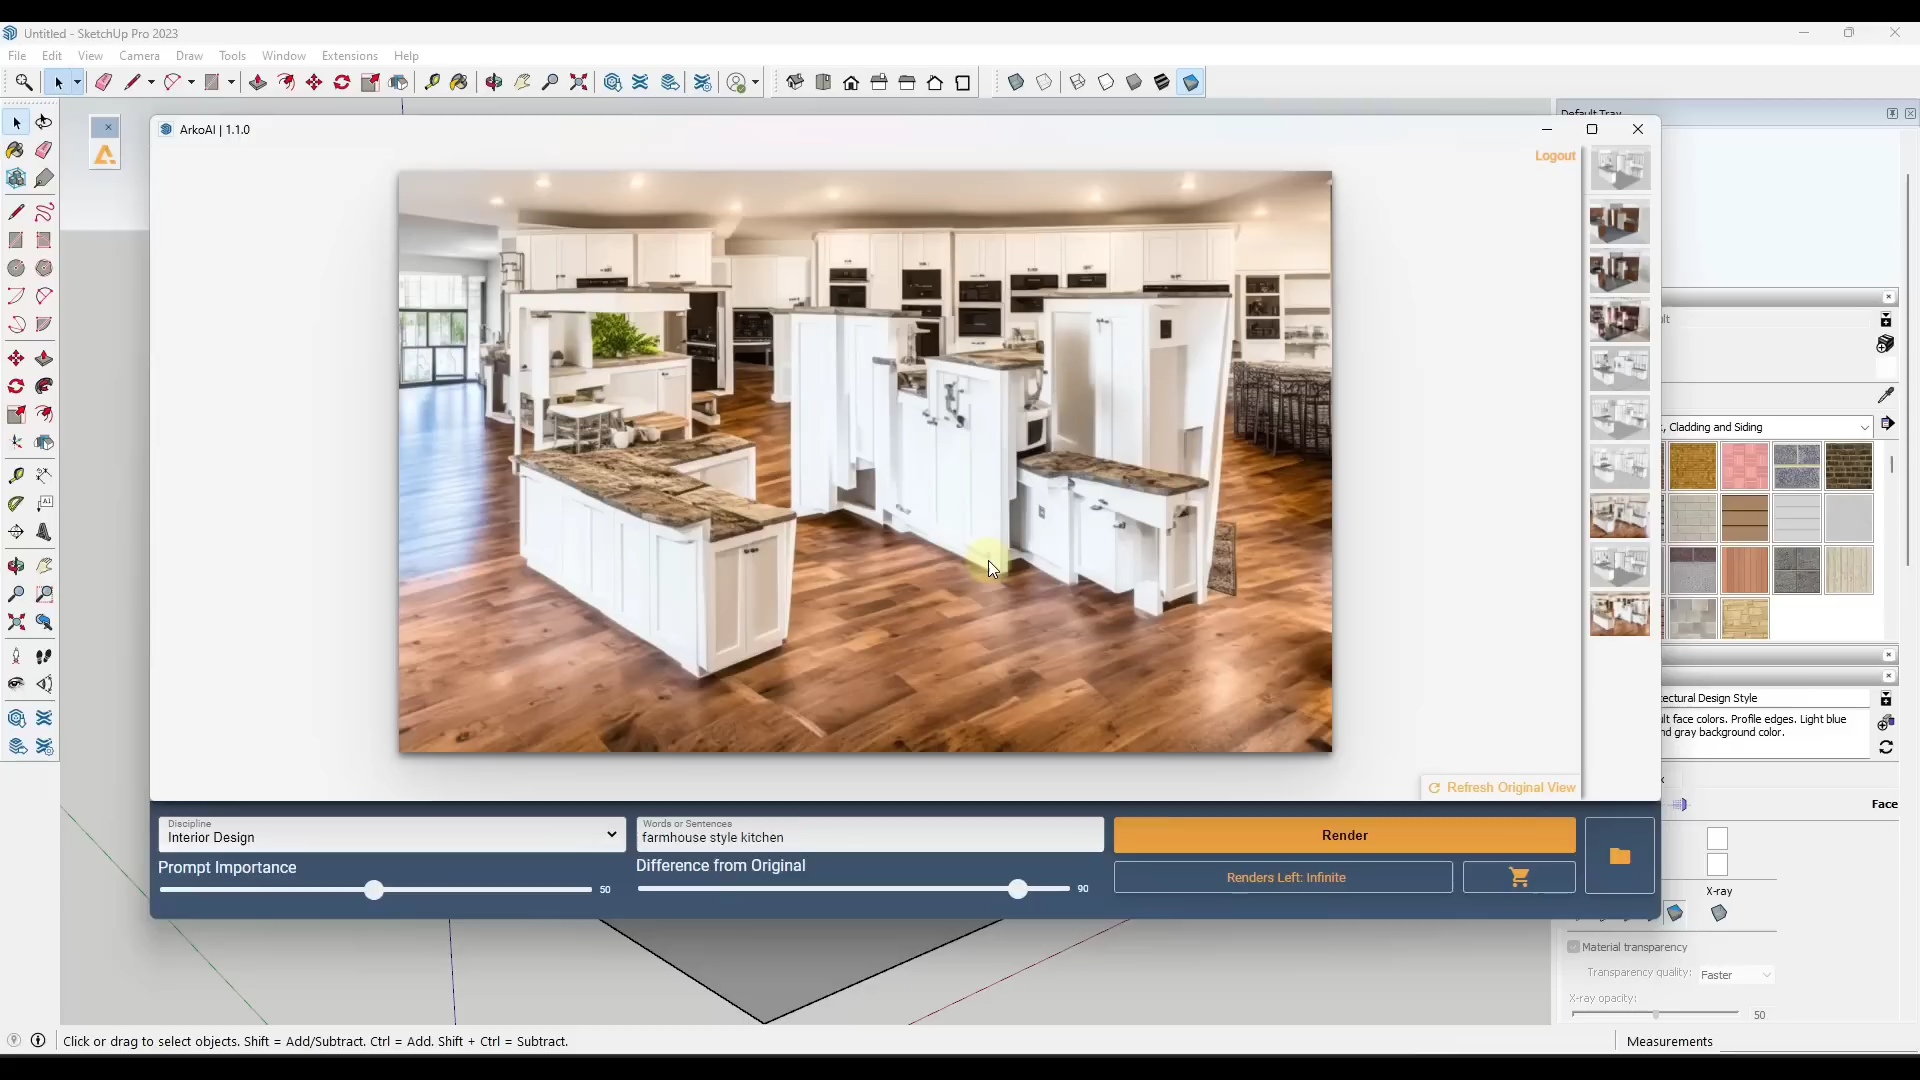 Untitled - SketchUp Pro 2023
File Edit View Camera Draw Tools Window Extensions Help
Default Tray
ArkoAI | 1.1.0
Logout
, Cladding and Siding
ectural Design Style
ult face colors. Profile edges. Light blue
nd gray background color.
Refresh Original View
Face
Discipline
Interior Design
Words or Sentences
farmhouse style kitchen
Render
Prompt Importance
50
Difference from Original
90
Renders Left: Infinite
X-ray
Material transparency
Transparency quality: Faster
X-ray opacity:
50
Click or drag to select objects. Shift = Add/Subtract. Ctrl = Add. Shift + Ctrl = Subtract.
Measurements